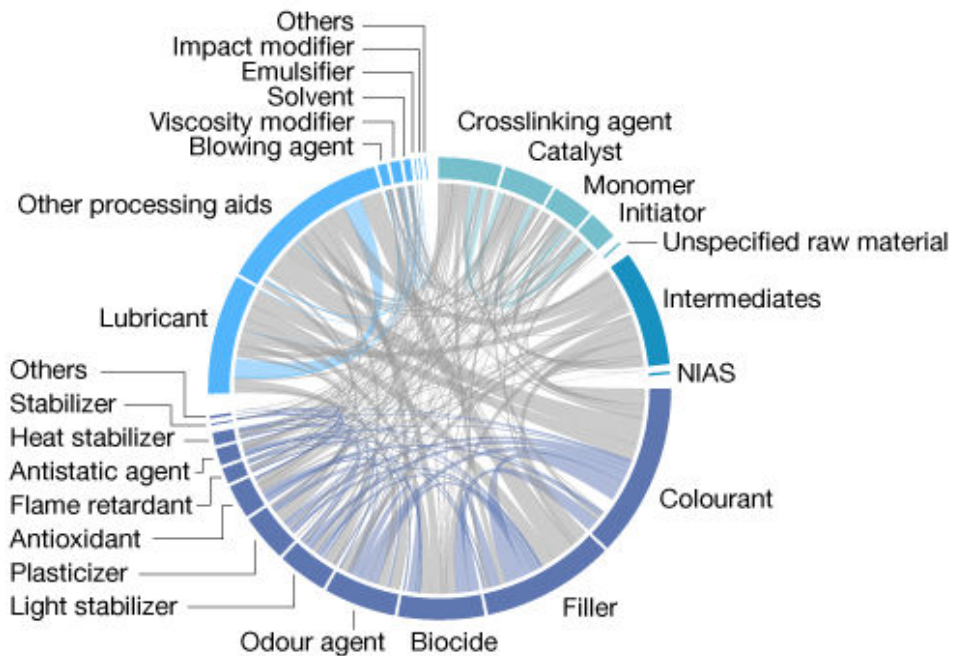 Others
Impact modifier
Emulsifier
Solvent
Viscosity modifier
Blowing agent
Other processing aids
Lubricant
Others
Stabilizer
Heat stabilizer
Antistatic agent
Flame retardant
Antioxidant
Plasticizer
Light stabilizer
Odour agent
Biocide
Filler
Colourant
NIAS
Intermediates
Unspecified raw material
Initiator
Monomer
Catalyst
Crosslinking agent